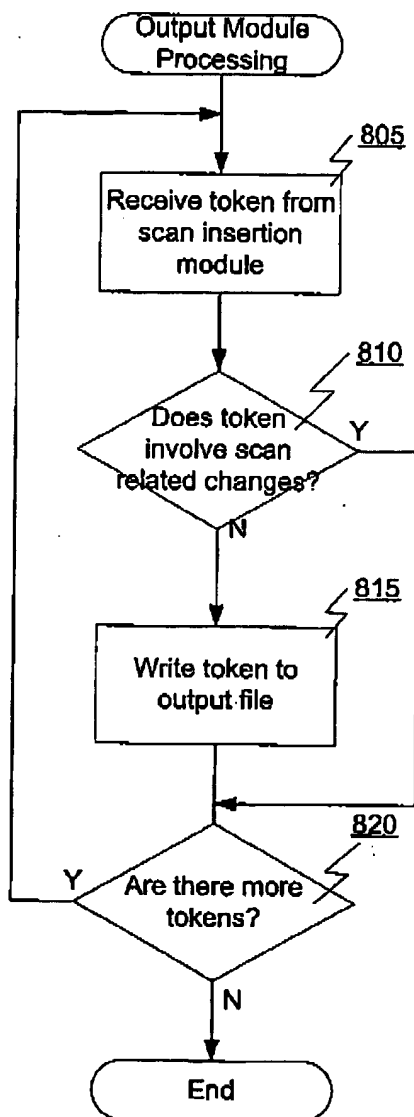 Output Module
Processing
805
Receive token from
scan insertion
module
810
Does token
involve scan
related changes?
Y
N
815
Write token to
output file
820
Y
Are there more
tokens?
N
End